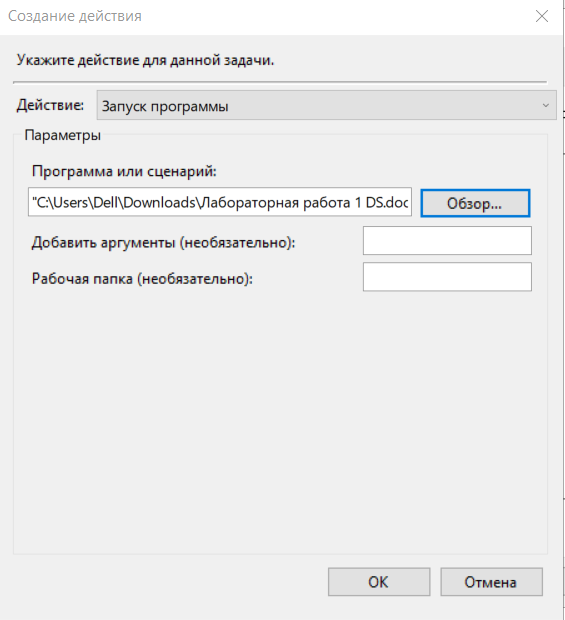 Создание действия
Укажите действие для данной задачи.
Действие: Запуск программы
Параметры
Программа или сценарий:
"C:\Users\Dell\Downloads\Лабораторная работа 1 DS.doc Обзор...
Добавить аргументы (необязательно):
Рабочая папка (необязательно):
OK Отмена